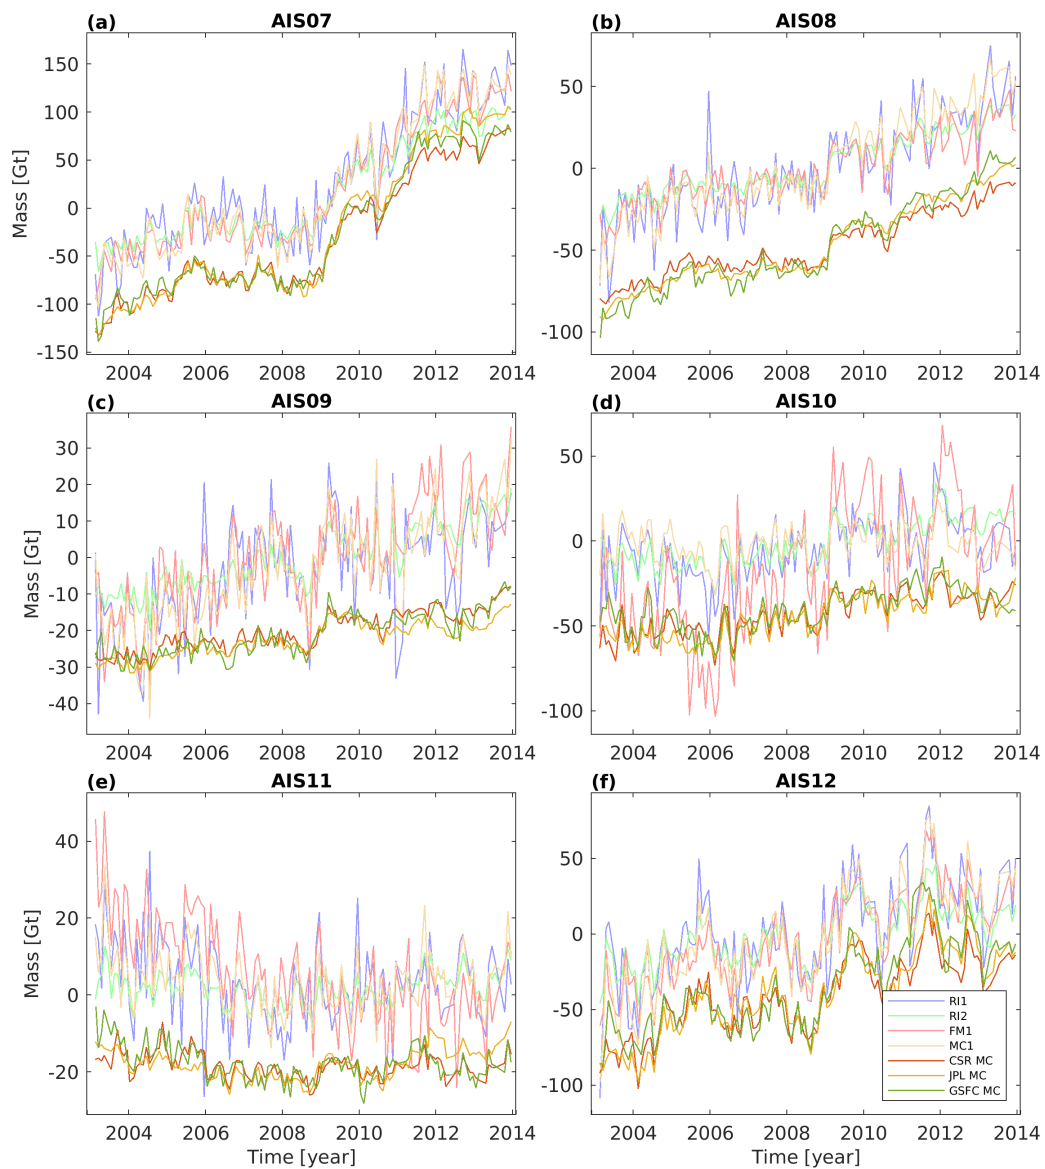 (a) AIS07
(b) AIS08
150
100
50
0
-50
-100
-150
Mass [Gt]
2004 2006 2008 2010 2012 2014
50
0
-50
-100
2004 2006 2008 2010 2012 2014
(c) AIS09
(d) AIS10
30
20
10
0
-10
-20
-30
-40
Mass [Gt]
2004 2006 2008 2010 2012 2014
50
0
-50
-100
2004 2006 2008 2010 2012 2014
(e) AIS11
(f) AIS12
40
20
0
-20
Mass [Gt]
2004 2006 2008 2010 2012 2014
Time [year]
50
0
-50
-100
RI1
RI2
FM1
MC1
CSR MC
JPL MC
GSFC MC
2004 2006 2008 2010 2012 2014
Time [year]